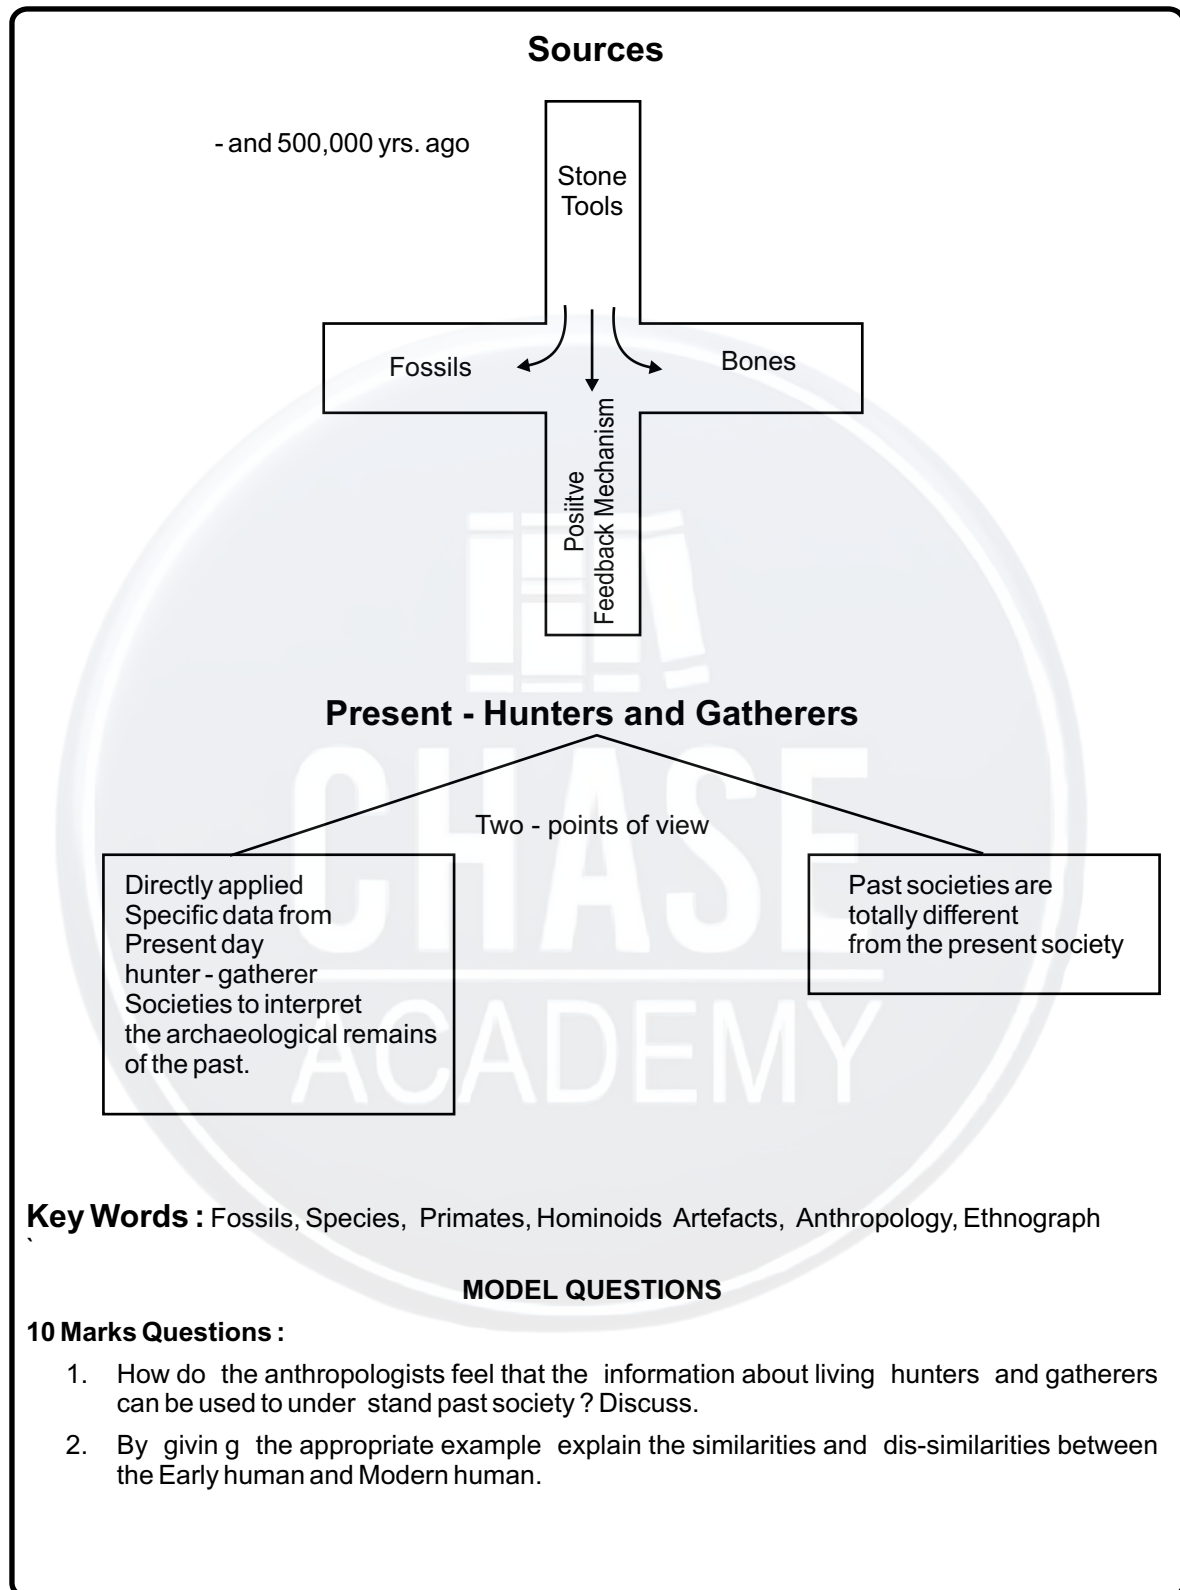 Sources
- and 500,000 yrs. ago
Stone
Tools
Fossils
Bones
Posiitve
Feedback Mechanism
Present - Hunters and Gatherers
Two - points of view
Directly applied
Specific data from
Present day
hunter - gatherer
Societies to interpret
the archaeological remains
of the past.
Past societies are
totally different
from the present society
CHASE
ACADEMY
Key Words : Fossils, Species, Primates, Hominoids Artefacts, Anthropology, Ethnograph
`
MODEL QUESTIONS
10 Marks Questions :
1. How do the anthropologists feel that the information about living hunters and gatherers
can be used to under stand past society ? Discuss.
2. By givin g the appropriate example explain the similarities and dis-similarities between
the Early human and Modern human.